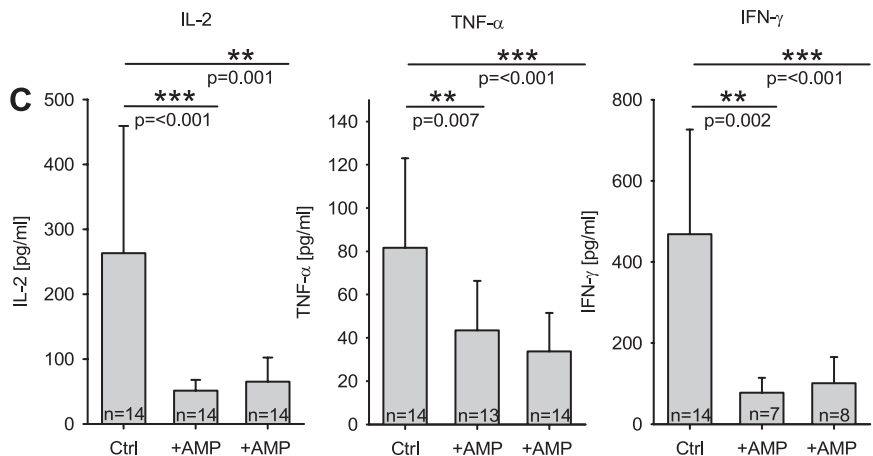 IL-2
TNF-α
IFN-γ
**
p=0.001
***
p=<0.001
***
p=<0.001
C
***
p=<0.001
**
p=0.007
**
p=0.002
IL-2 [pg/ml]
500
400
300
200
100
0
n=14
n=14
n=14
Ctrl
+AMP
+AMP
TNF-α [pg/ml]
140
120
100
80
60
40
20
0
n=14
n=13
n=14
Ctrl
+AMP
+AMP
IFN-γ [pg/ml]
800
600
400
200
0
n=14
n=7
n=8
Ctrl
+AMP
+AMP